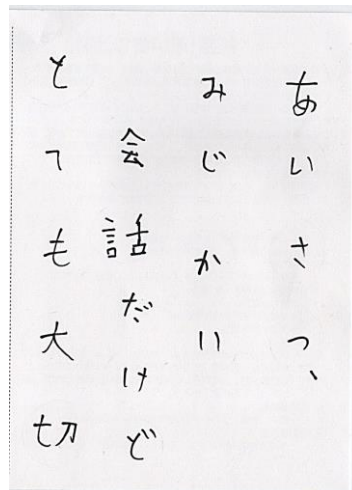 あいさつ、
みじかい
会話だけど
とても大切